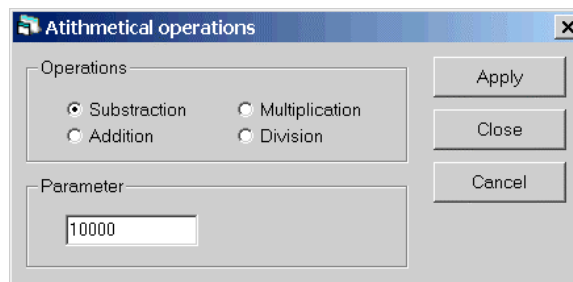 Atithmetical operations
Operations
Substraction
Multiplication
Addition
Division
Parameter
10000
Apply
Close
Cancel